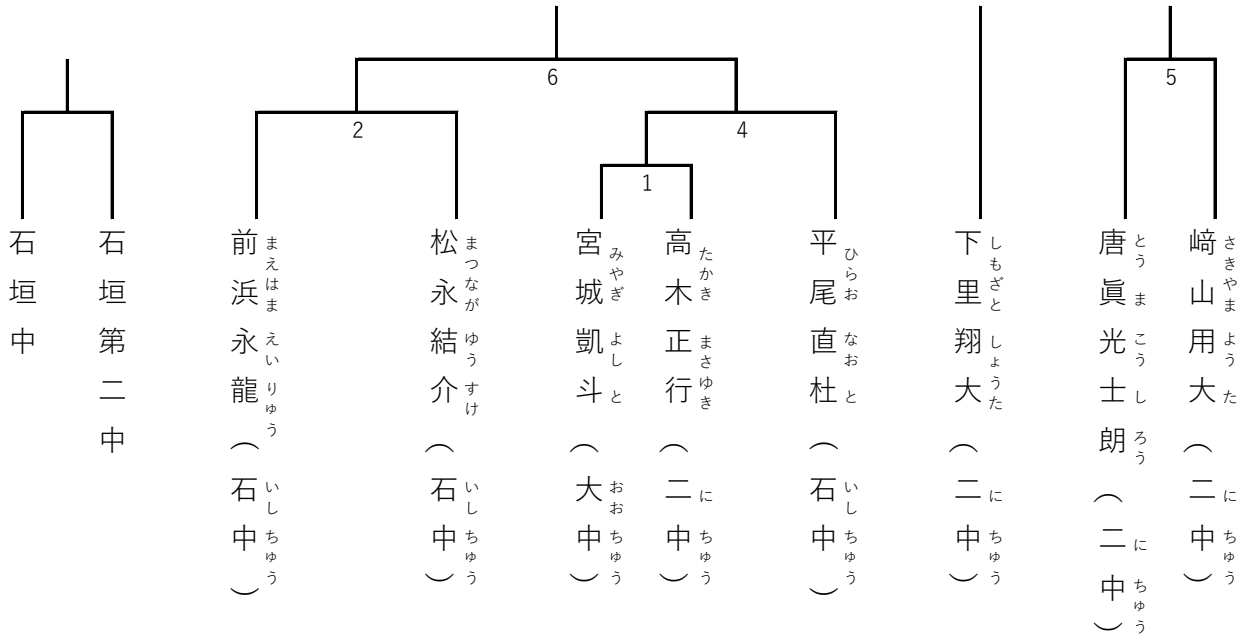 6
2
4
5
1
石垣中
石垣第二中
前浜永龍(石中)
まえはま えいりゅう いしちゅう
松永結介(石中)
まつなが ゆうすけ いしちゅう
宮城凱斗(大中)
みやぎ よしと おおちゅう
高木正行(二中)
たかき まさゆき にちゅう
平尾直杜(石中)
ひらお なおと いしちゅう
下里翔大(二中)
しもざと しょうた にちゅう
唐眞光士朗(二中)
とうま こうしろう にちゅう
﨑山用大(二中)
さきやま ようた にちゅう